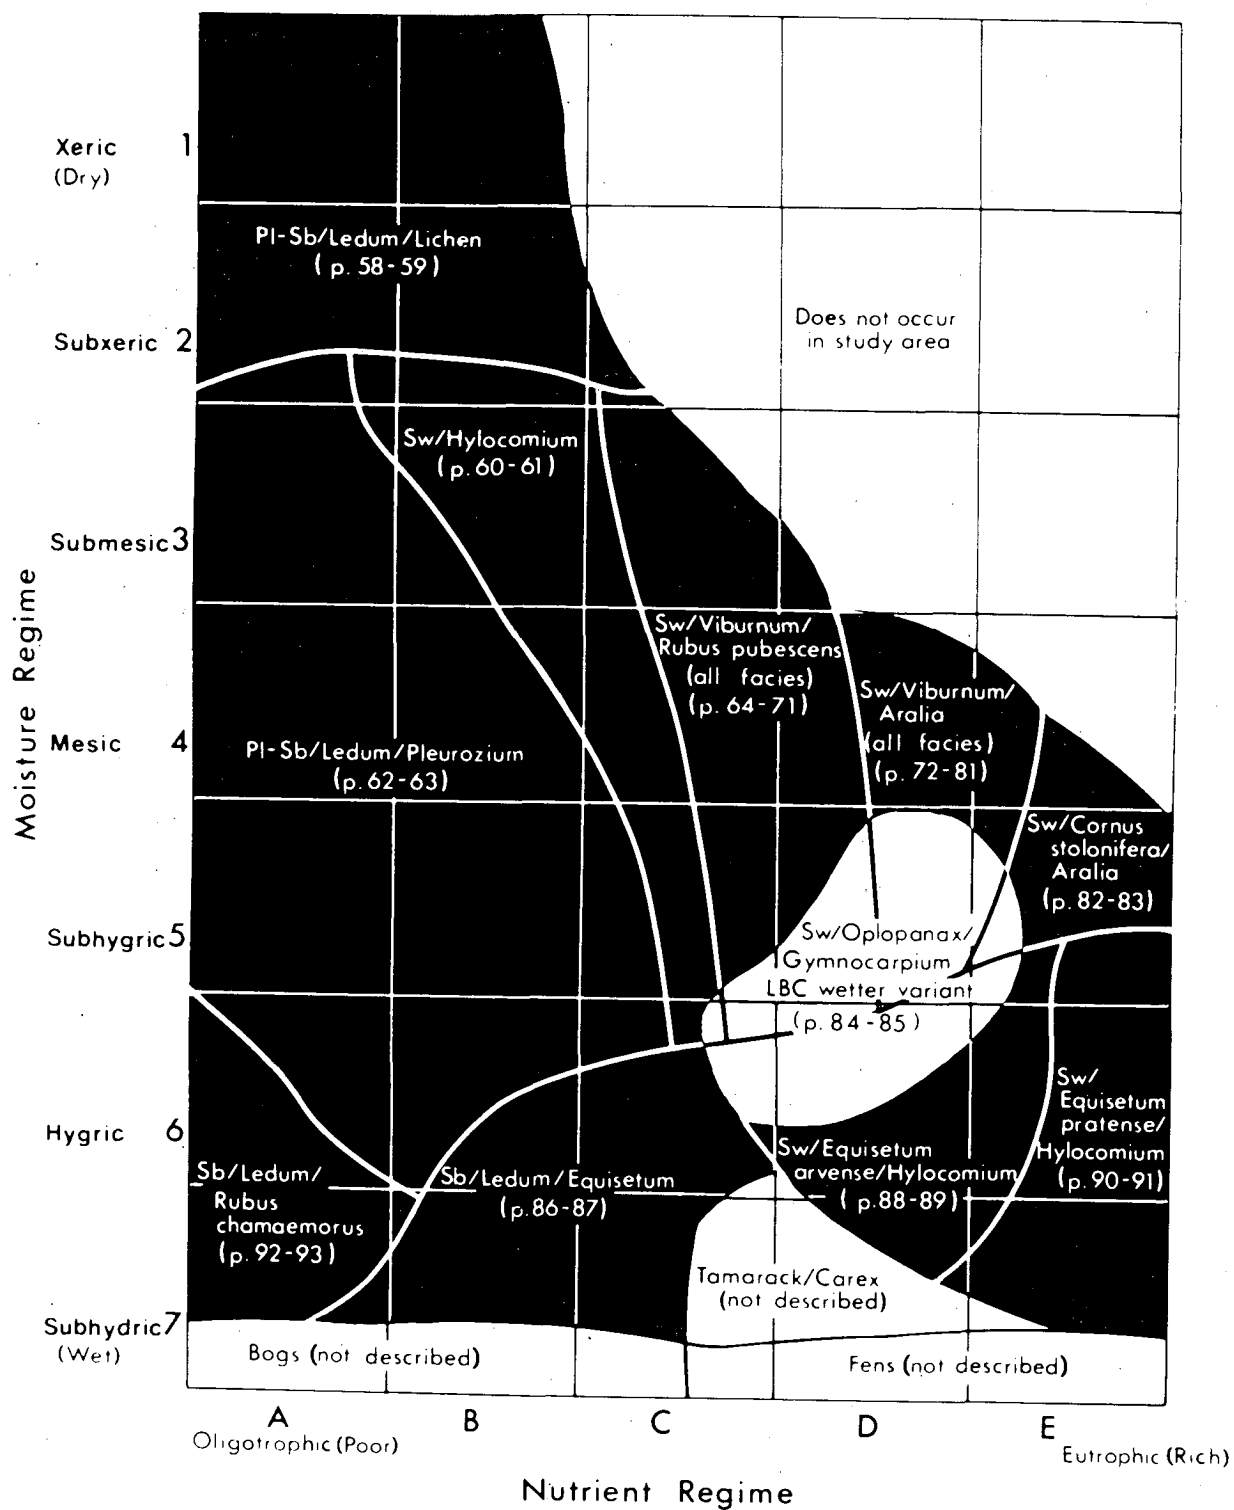 Xeric 1
(Dry)
Pl-Sb/Ledum/Lichen
(p. 58-59)
Does not occur
in study area
Subxeric 2
Sw/Hylocomium
(p. 60-61)
Submesic 3
Sw/Viburnum/
Rubus pubescens
(all facies)
(p. 64-71)
Sw/Viburnum/
Aralia
(all facies)
(p. 72-81)
Mesic 4
Pl-Sb/Ledum/Pleurozium
(p. 62-63)
Moisture Regime
Sw/Cornus
stolonifera/
Aralia
(p. 82-83)
Subhygric 5
Sw/Oplopanax/
Gymnocarpium
LBC wetter variant
(p. 84-85)
Sw/
Equisetum
pratense/
Hylocomium
(p. 90-91)
Hygric 6
Sb/Ledum/
Rubus
chamaemorus
(p. 92-93)
Sb/Ledum/Equisetum
(p. 86-87)
Sw/Equisetum
arvense/Hylocomium
(p. 88-89)
Tamarack/Carex
(not described)
Subhydric 7
(Wet)
Bogs (not described)
Fens (not described)
A B C D E
Oligotrophic (Poor)
Eutrophic (Rich)
Nutrient Regime